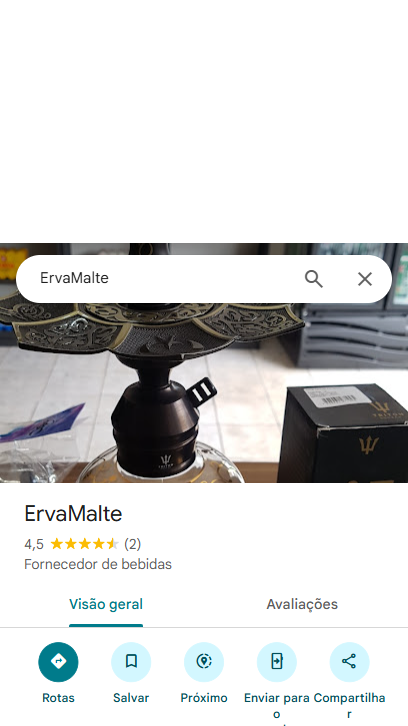 ErvaMalte
ErvaMalte
4,5 (2)
Fornecedor de bebidas
Visão geral
Avaliações
Rotas
Salvar
Próximo
Enviar para o
Compartilhar